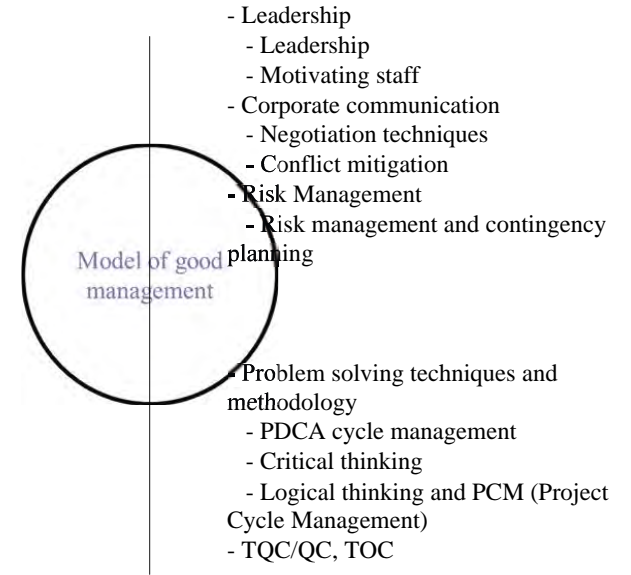 - Leadership
- Leadership
- Motivating staff
- Corporate communication
- Negotiation techniques
- Conflict mitigation
- Risk Management
- Risk management and contingency
planning
Model of good
management
- Problem solving techniques and
methodology
- PDCA cycle management
- Critical thinking
- Logical thinking and PCM (Project
Cycle Management)
- TQC/QC, TOC